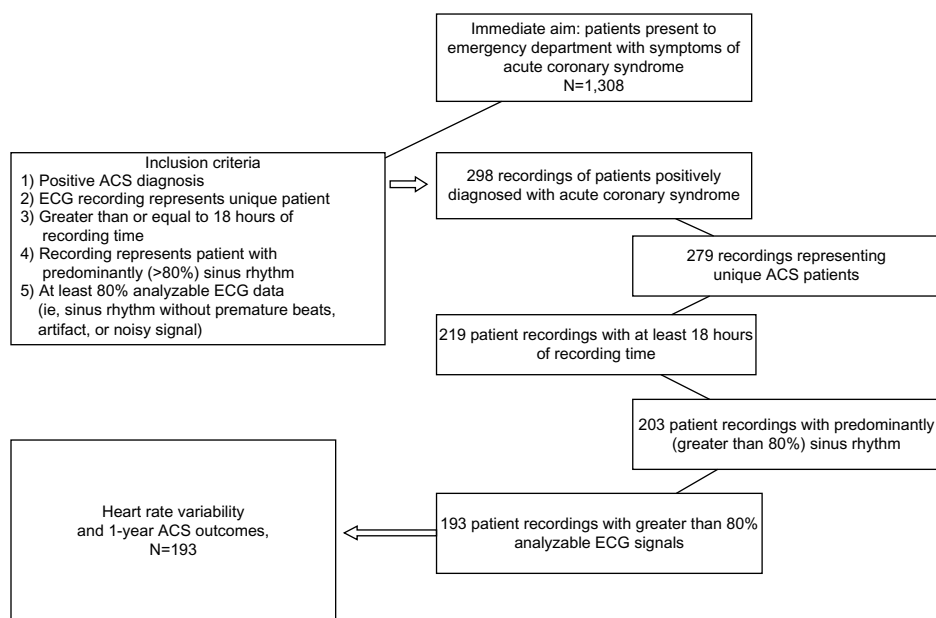 Immediate aim: patients present to
emergency department with symptoms of
acute coronary syndrome
N=1,308
Inclusion criteria
1) Positive ACS diagnosis
2) ECG recording represents unique patient
3) Greater than or equal to 18 hours of
recording time
4) Recording represents patient with
predominantly (>80%) sinus rhythm
5) At least 80% analyzable ECG data
(ie, sinus rhythm without premature beats,
artifact, or noisy signal)
298 recordings of patients positively
diagnosed with acute coronary syndrome
279 recordings representing
unique ACS patients
219 patient recordings with at least 18 hours
of recording time
203 patient recordings with predominantly
(greater than 80%) sinus rhythm
193 patient recordings with greater than 80%
analyzable ECG signals
Heart rate variability
and 1-year ACS outcomes,
N=193